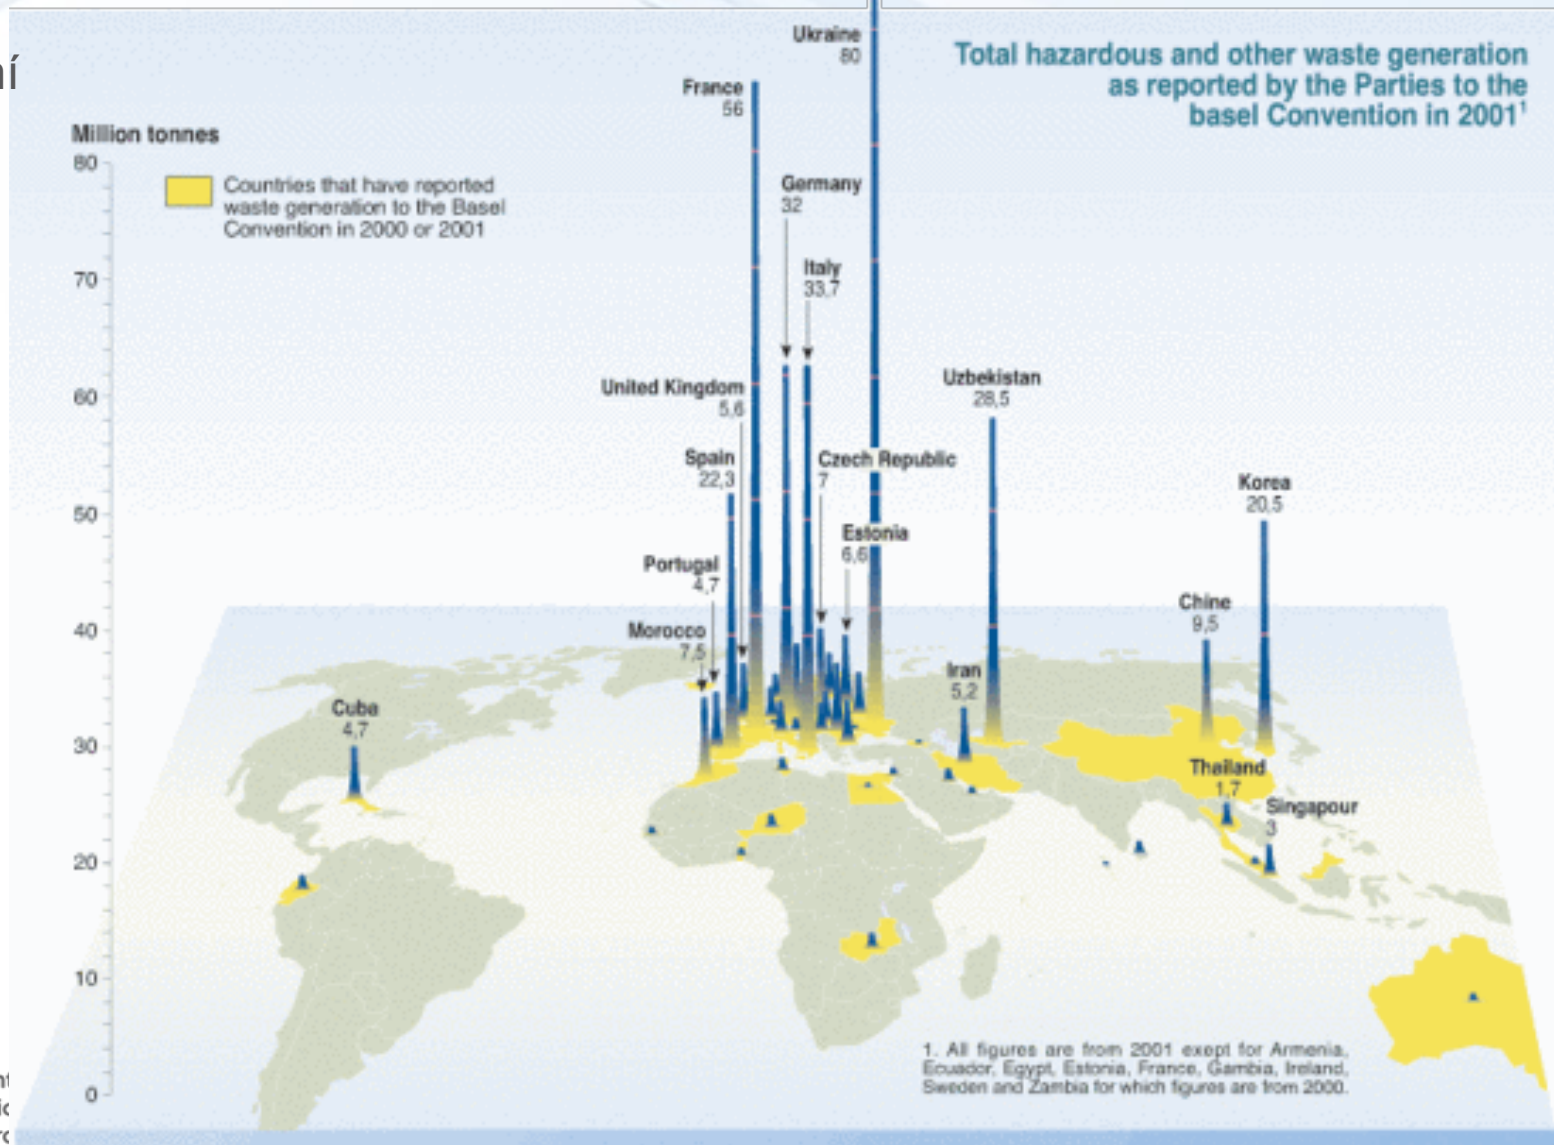 ní
Total hazardous and other waste generation
as reported by the Parties to the
basel Convention in 2001¹
Million tonnes
80
70
60
50
40
30
20
10
0
Countries that have reported
waste generation to the Basel
Convention in 2000 or 2001
Ukraine
80
France
56
Germany
32
Italy
33,7
United Kingdom
5,6
Uzbekistan
28,5
Spain
22,3
Czech Republic
7
Korea
20,5
Estonia
6,6
Portugal
4,7
Chine
9,5
Morocco
7,5
Iran
5,2
Cuba
4,7
Thailand
1,7
Singapour
3
1. All figures are from 2001 exept for Armenia,
Ecuador, Egypt, Estonia, France, Gambia, Ireland,
Sweden and Zambia for which figures are from 2000.